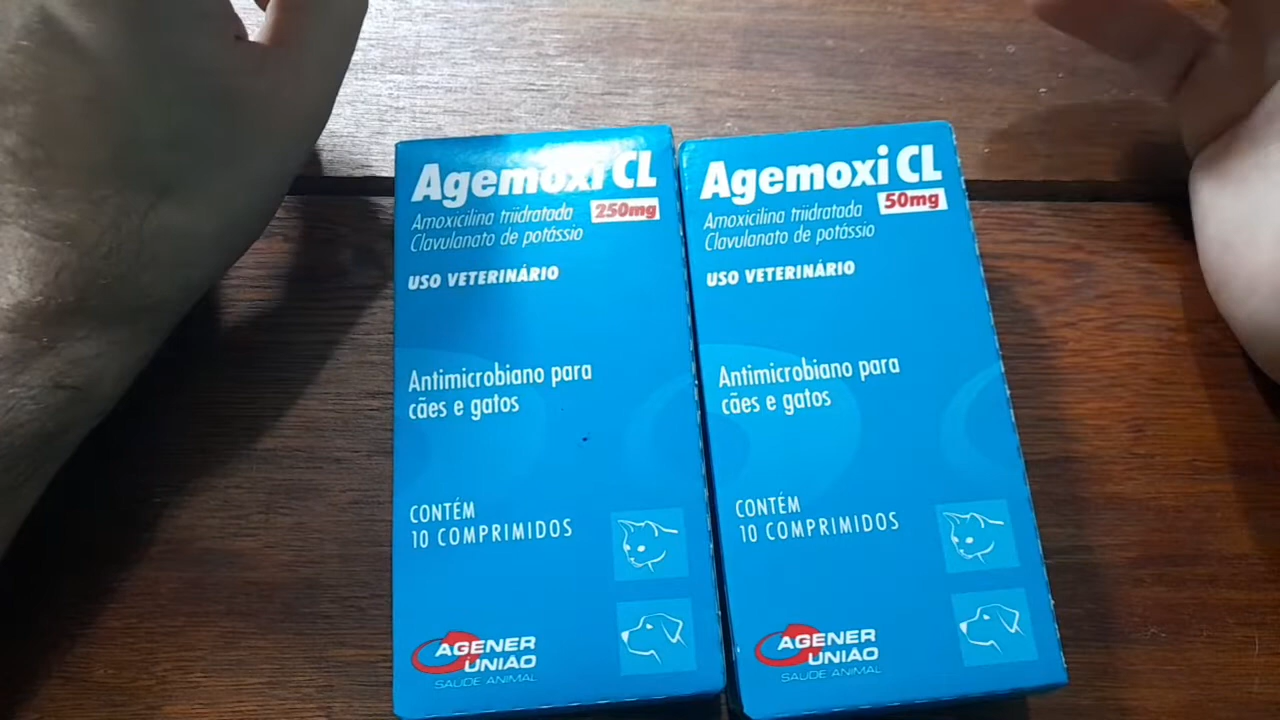 Agemoxi CL
250mg
Amoxicilina triidratada
Clavulanato de potássio
USO VETERINÁRIO
Antimicrobiano para
cães e gatos
CONTÉM
10 COMPRIMIDOS
AGENER
UNIÃO
SAÚDE ANIMAL
Agemoxi CL
50mg
Amoxicilina triidratada
Clavulanato de potássio
USO VETERINÁRIO
Antimicrobiano para
cães e gatos
CONTÉM
10 COMPRIMIDOS
AGENER
UNIÃO
SAÚDE ANIMAL